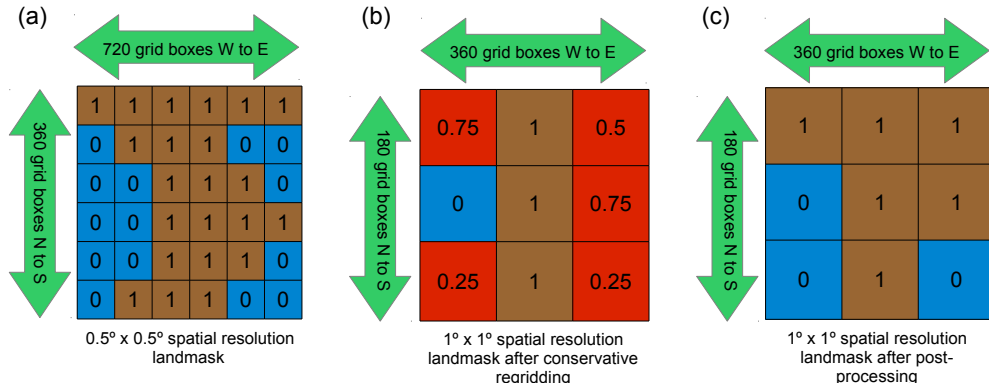 (a)
720 grid boxes W to E
360 grid boxes N to S
1 1 1 1 1 1
0 1 1 1 0 0
0 0 1 1 1 0
0 0 1 1 1 1
0 0 1 1 1 0
0 1 1 1 0 0
0.5º x 0.5º spatial resolution
landmask
(b)
360 grid boxes W to E
180 grid boxes N to S
0.75 1 0.5
0 1 0.75
0.25 1 0.25
1º x 1º spatial resolution
landmask after conservative
regridding
(c)
360 grid boxes W to E
180 grid boxes N to S
1 1 1
0 1 1
0 1 0
1º x 1º spatial resolution
landmask after post-
processing